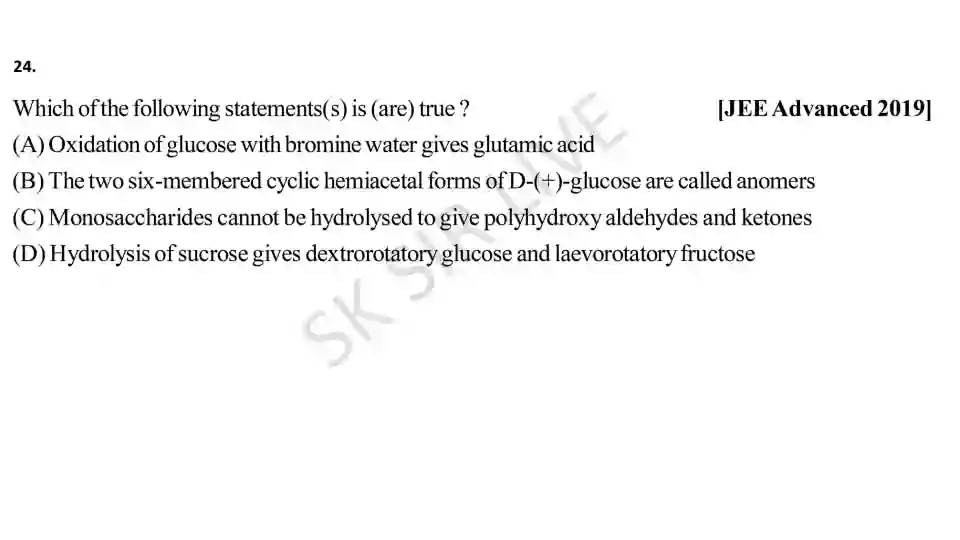 24.
Which of the following statements(s) is (are) true ? [JEE Advanced 2019]
(A) Oxidation of glucose with bromine water gives glutamic acid
(B) The two six-membered cyclic hemiacetal forms of D-(+)-glucose are called anomers
(C) Monosaccharides cannot be hydrolysed to give polyhydroxy aldehydes and ketones
(D) Hydrolysis of sucrose gives dextrorotatory glucose and laevorotatory fructose
SK SIR LIVE